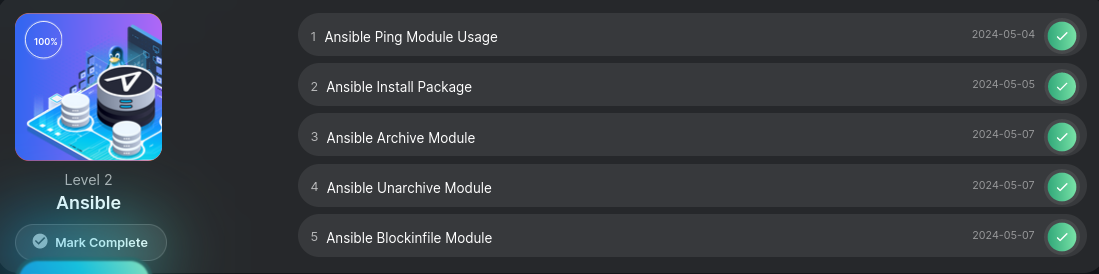 100%
Level 2
Ansible
Mark Complete
1 Ansible Ping Module Usage 2024-05-04
2 Ansible Install Package 2024-05-05
3 Ansible Archive Module 2024-05-07
4 Ansible Unarchive Module 2024-05-07
5 Ansible Blockinfile Module 2024-05-07